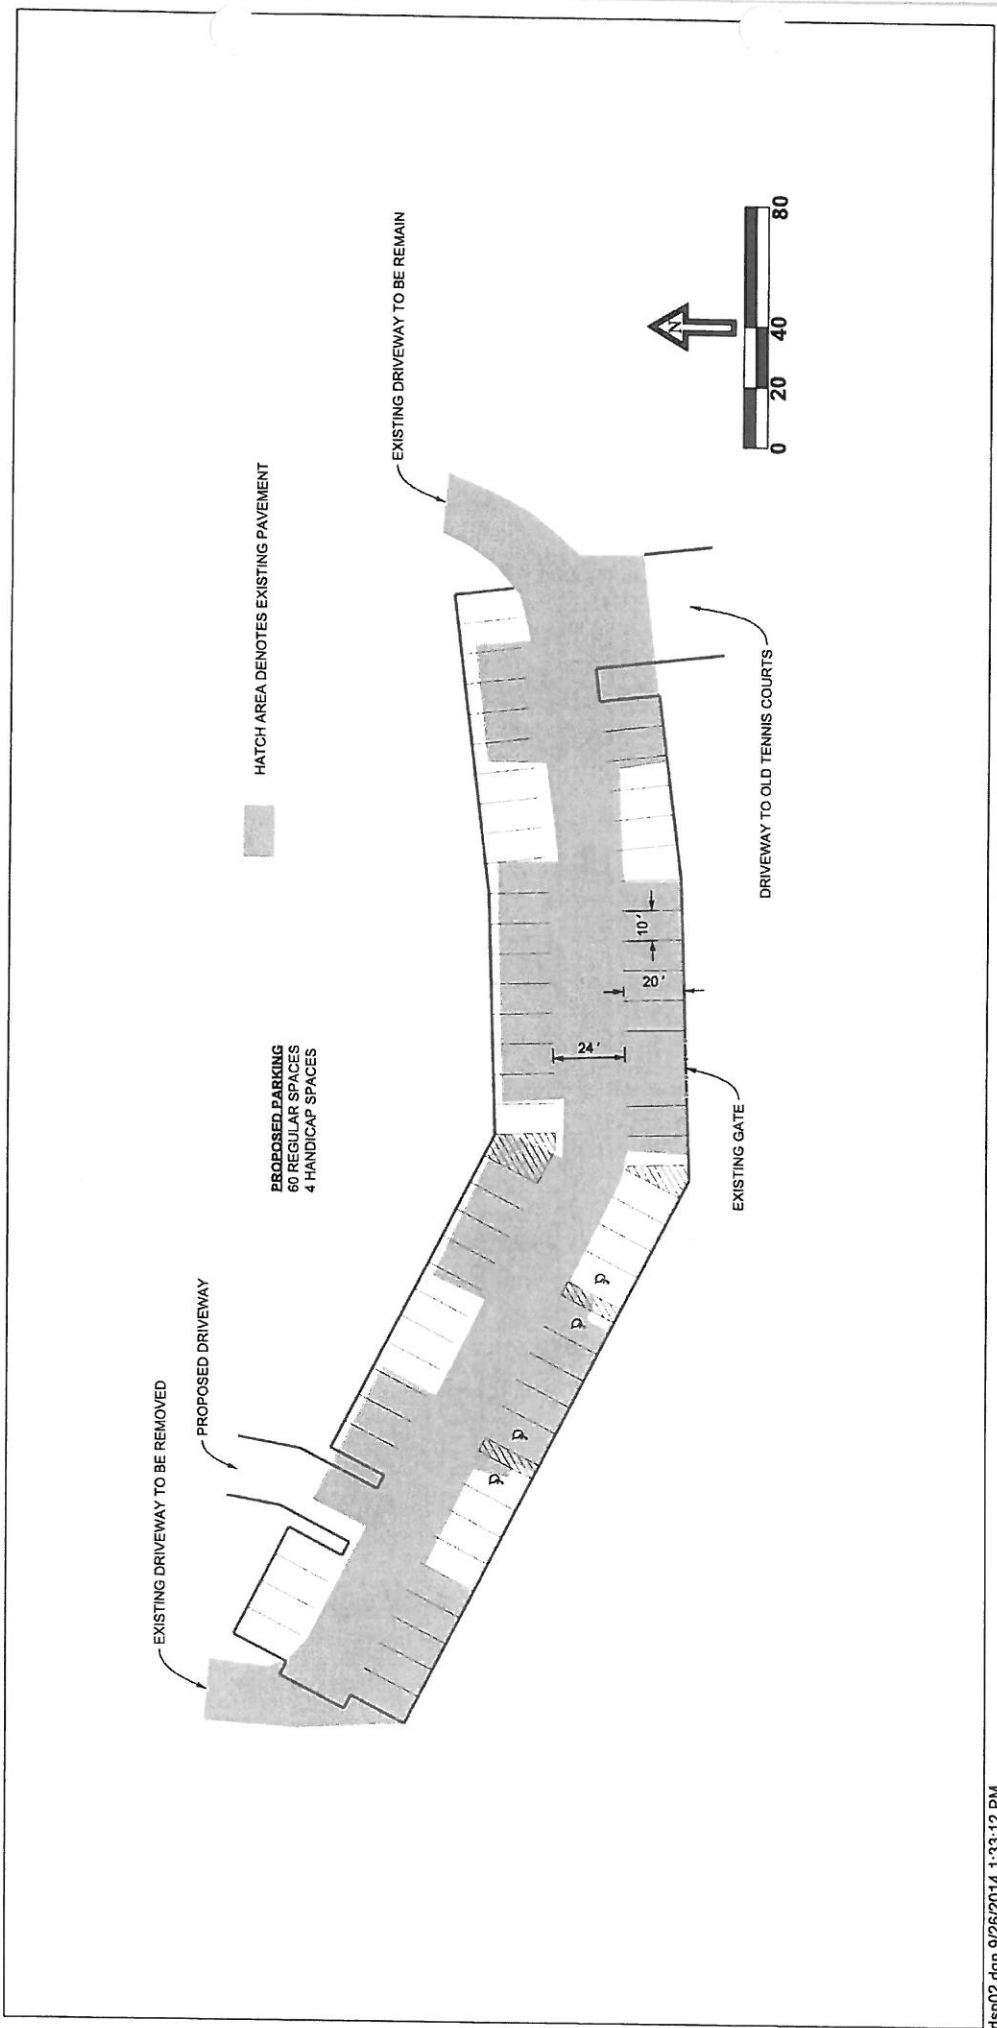 EXISTING DRIVEWAY TO BE REMOVED
PROPOSED DRIVEWAY
PROPOSED PARKING
60 REGULAR SPACES
4 HANDICAP SPACES
HATCH AREA DENOTES EXISTING PAVEMENT
EXISTING DRIVEWAY TO BE REMAIN
24'
20'
10'
EXISTING GATE
DRIVEWAY TO OLD TENNIS COURTS
N
0 20 40 80
dsn02.dgn 9/26/2014 1:33:12 PM